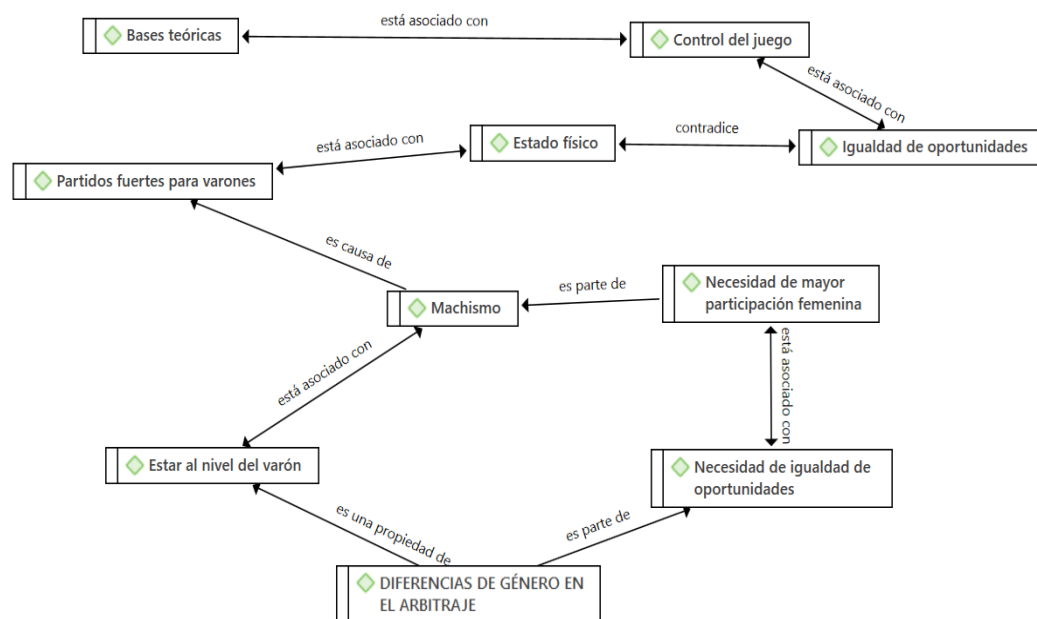 está asociado con
Bases teóricas
Control del juego
está asociado con
contradice
está asociado con
Estado físico
Igualdad de oportunidades
Partidos fuertes para varones
es causa de
Necesidad de mayor
participación femenina
es parte de
Machismo
está asociado con
está asociado con
Estar al nivel del varón
Necesidad de igualdad de
oportunidades
es una propiedad de
es parte de
DIFERENCIAS DE GÉNERO EN
EL ARBITRAJE